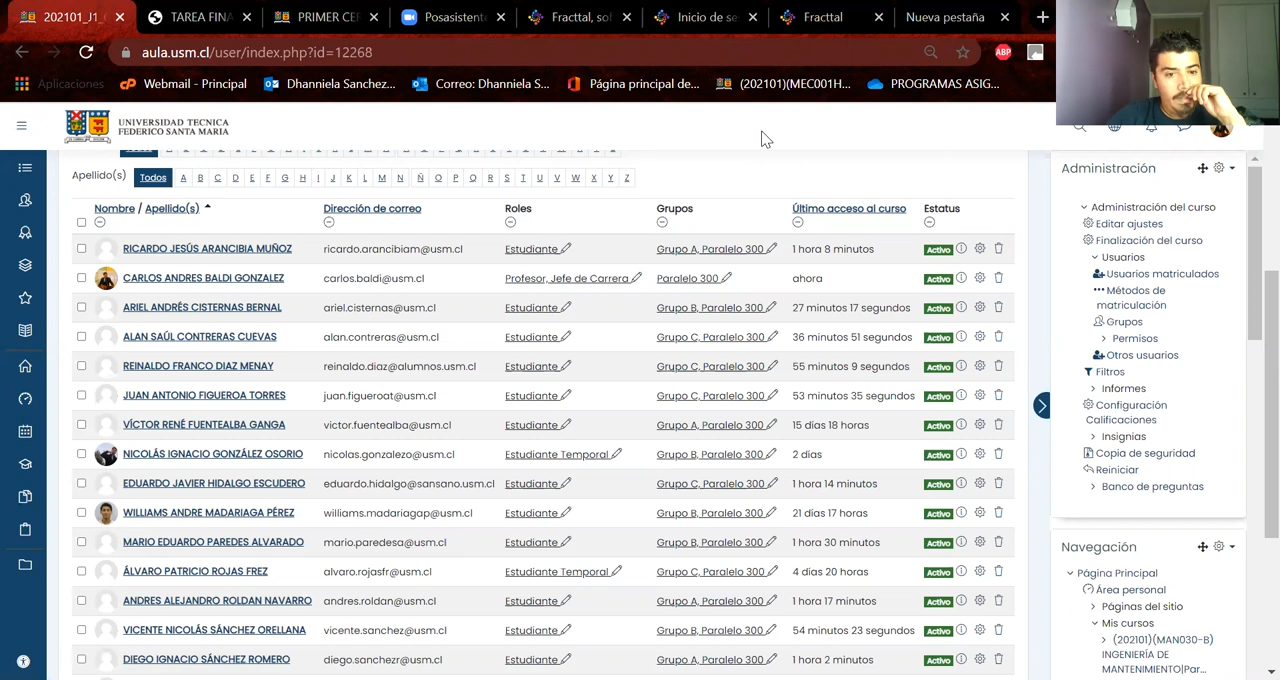 202101_J1_
TAREA FINA
PRIMER CEF
Posasistente
Fracttal, sof
Inicio de se
Fracttal
Nueva pestaña
aula.usm.cl/user/index.php?id=12268
ABP
Aplicaciones
Webmail - Principal
Dhanniela Sanchez...
Correo: Dhanniela S...
Página principal de...
(202101)(MEC001H...
PROGRAMAS ASIG...
UNIVERSIDAD TECNICA
FEDERICO SANTA MARIA
Apellido(s) Todos A B C D E F G H I J K L M N Ñ O P Q R S T U V W X Y Z
Nombre / Apellido(s) Dirección de correo Roles Grupos Último acceso al curso Estatus
RICARDO JESÚS ARANCIBIA MUÑOZ ricardo.arancibiam@usm.cl Estudiante Grupo A, Paralelo 300 1 hora 8 minutos Activo
CARLOS ANDRES BALDI GONZALEZ carlos.baldi@usm.cl Profesor, Jefe de Carrera Paralelo 300 ahora Activo
ARIEL ANDRÉS CISTERNAS BERNAL ariel.cisternas@usm.cl Estudiante Grupo B, Paralelo 300 27 minutos 17 segundos Activo
ALAN SAÚL CONTRERAS CUEVAS alan.contreras@usm.cl Estudiante Grupo C, Paralelo 300 36 minutos 51 segundos Activo
REINALDO FRANCO DIAZ MENAY reinaldo.diaz@alumnos.usm.cl Estudiante Grupo C, Paralelo 300 55 minutos 9 segundos Activo
JUAN ANTONIO FIGUEROA TORRES juan.figueroat@usm.cl Estudiante Grupo C, Paralelo 300 53 minutos 35 segundos Activo
VÍCTOR RENÉ FUENTEALBA GANGA victor.fuentealba@usm.cl Estudiante Grupo A, Paralelo 300 15 días 18 horas Activo
NICOLÁS IGNACIO GONZÁLEZ OSORIO nicolas.gonzalezo@usm.cl Estudiante Temporal Grupo B, Paralelo 300 2 días Activo
EDUARDO JAVIER HIDALGO ESCUDERO eduardo.hidalgo@sansano.usm.cl Estudiante Grupo C, Paralelo 300 1 hora 14 minutos Activo
WILLIAMS ANDRE MADARIAGA PÉREZ williams.madariagap@usm.cl Estudiante Grupo B, Paralelo 300 21 días 17 horas Activo
MARIO EDUARDO PAREDES ALVARADO mario.paredesa@usm.cl Estudiante Grupo B, Paralelo 300 1 hora 30 minutos Activo
ÁLVARO PATRICIO ROJAS FREZ alvaro.rojasfr@usm.cl Estudiante Temporal Grupo C, Paralelo 300 4 días 20 horas Activo
ANDRES ALEJANDRO ROLDAN NAVARRO andres.roldan@usm.cl Estudiante Grupo A, Paralelo 300 1 hora 17 minutos Activo
VICENTE NICOLÁS SÁNCHEZ ORELLANA vicente.sanchez@usm.cl Estudiante Grupo B, Paralelo 300 54 minutos 23 segundos Activo
DIEGO IGNACIO SÁNCHEZ ROMERO diego.sanchezr@usm.cl Estudiante Grupo A, Paralelo 300 1 hora 2 minutos Activo
Administración
Administración del curso
Editar ajustes
Finalización del curso
Usuarios
Usuarios matriculados
Métodos de
matriculación
Grupos
Permisos
Otros usuarios
Filtros
Informes
Configuración
Calificaciones
Insignias
Copia de seguridad
Reiniciar
Banco de preguntas
Navegación
Página Principal
Área personal
Páginas del sitio
Mis cursos
(202101)(MAN030-B)
INGENIERÍA DE
MANTENIMIENTO|Par...